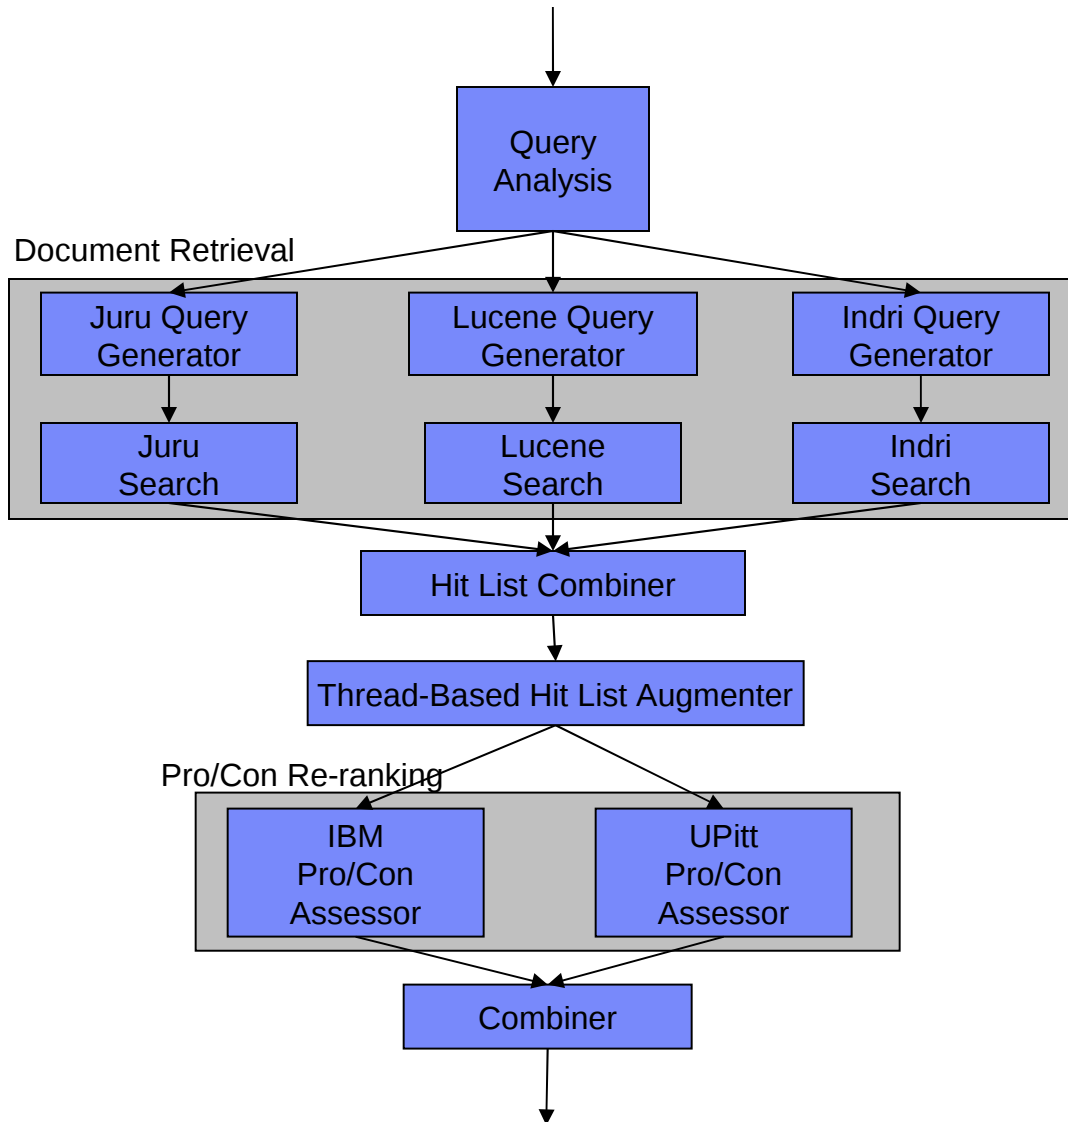 Query
Analysis
Document Retrieval
Juru Query
Generator
Lucene Query
Generator
Indri Query
Generator
Juru
Search
Lucene
Search
Indri
Search
Hit List Combiner
Thread-Based Hit List Augmenter
Pro/Con Re-ranking
IBM
Pro/Con
Assessor
UPitt
Pro/Con
Assessor
Combiner